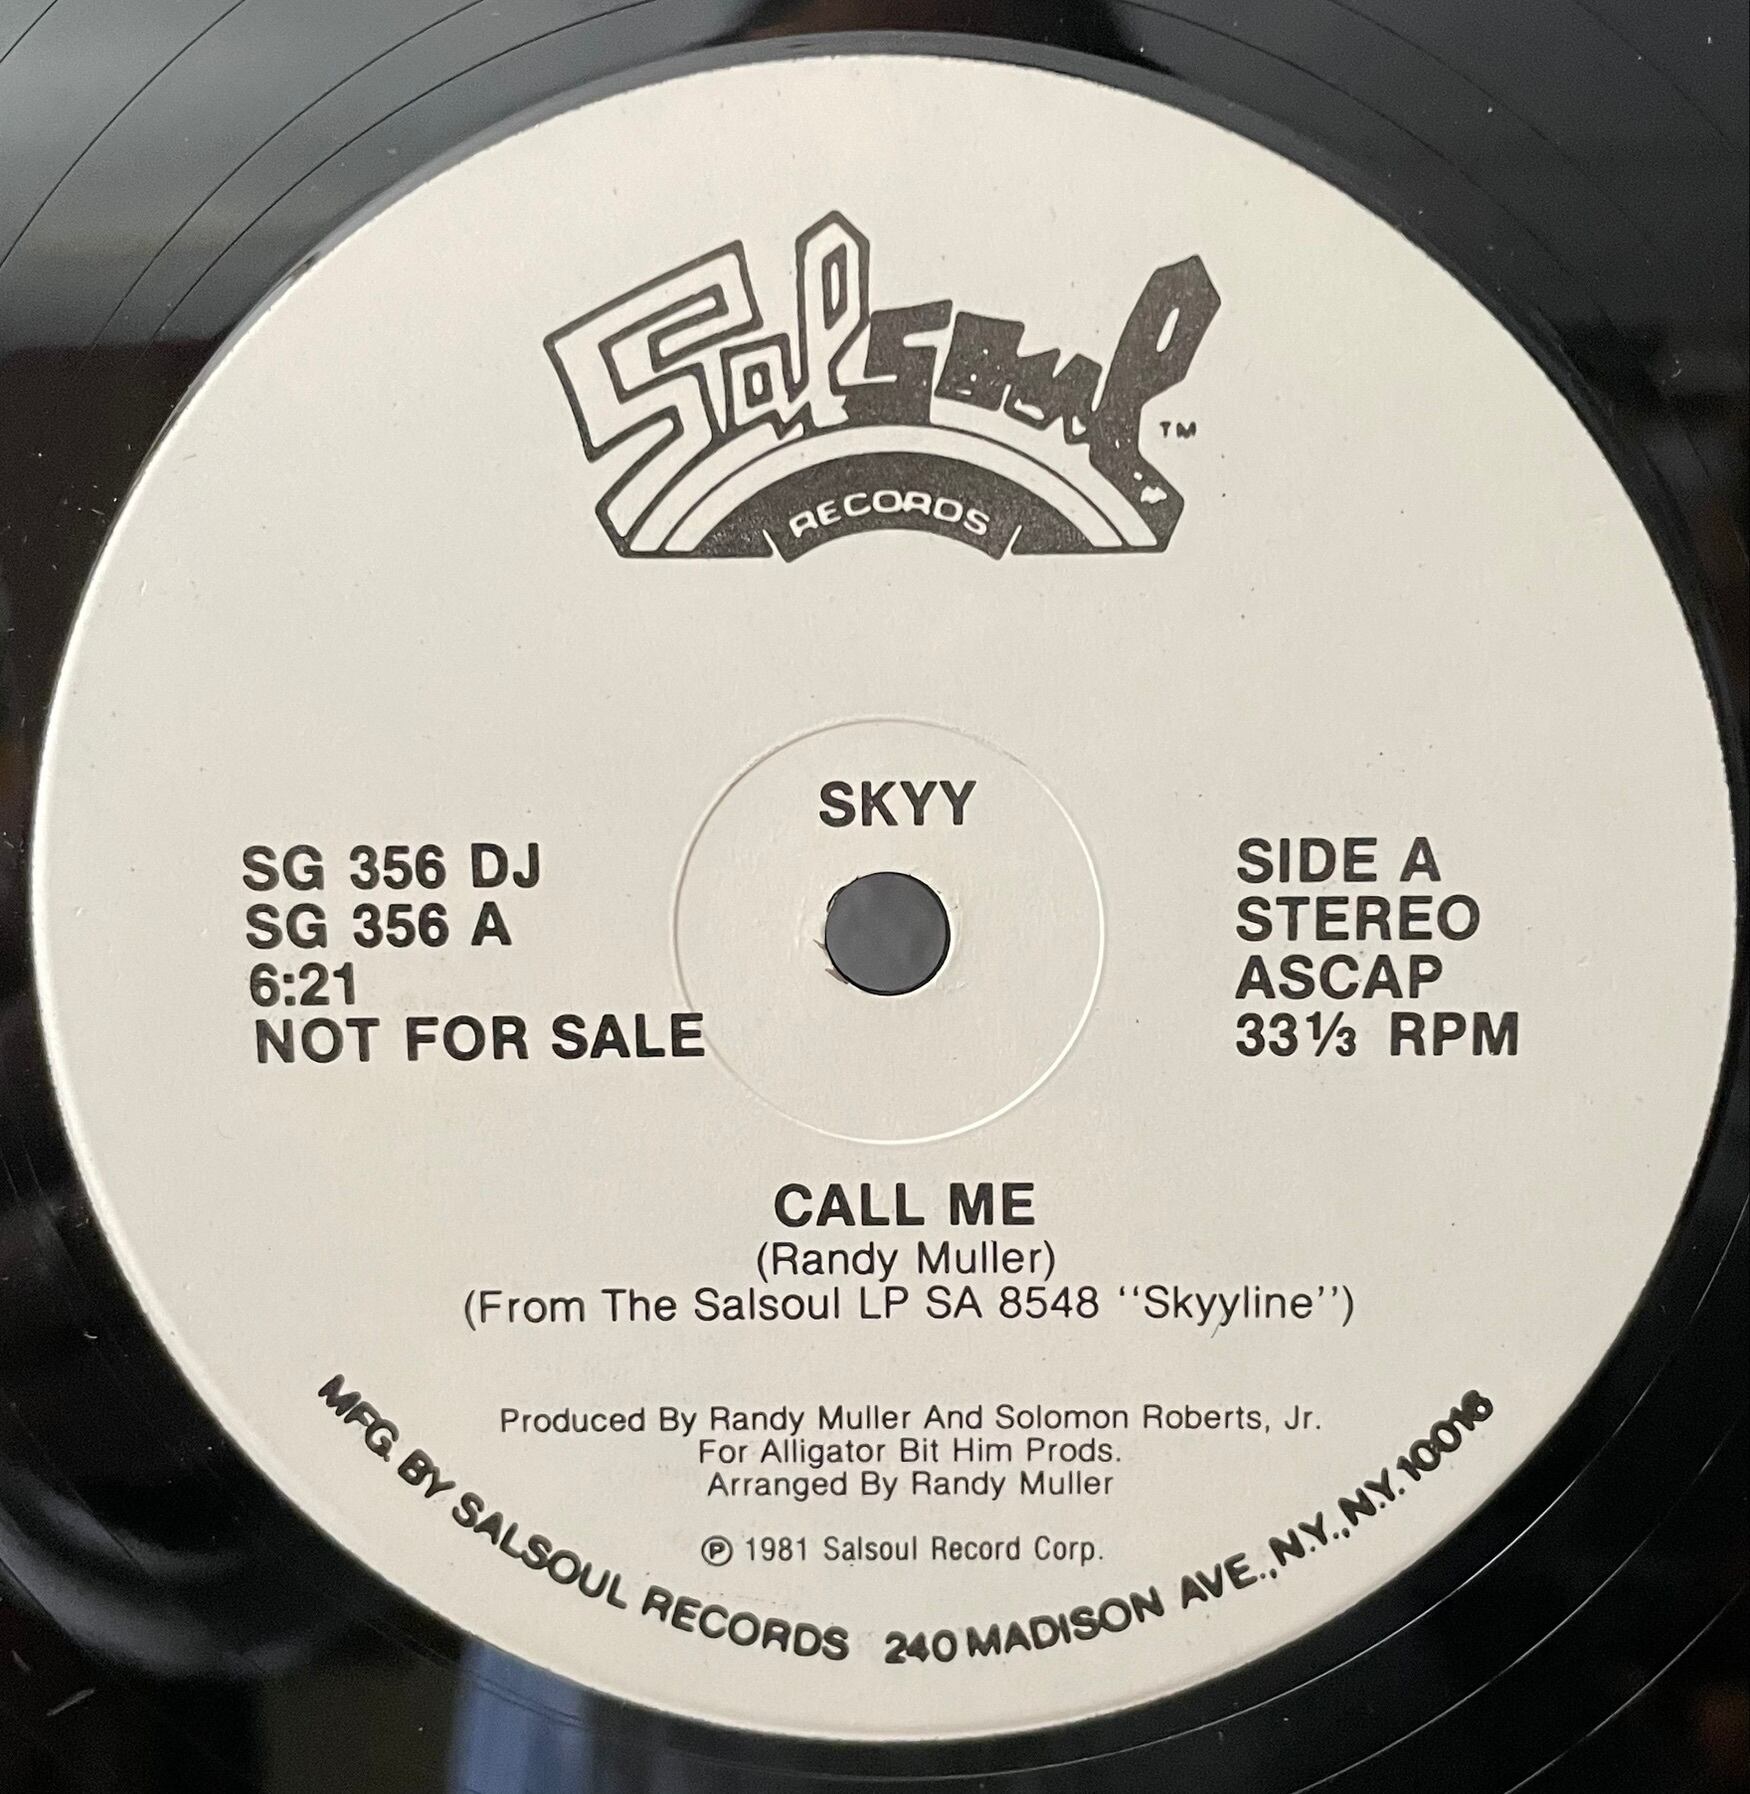 Salsoul
TM
RECORDS
SKYY
SG 356 DJ
SG 356 A
6:21
NOT FOR SALE
SIDE A
STEREO
ASCAP
33⅓ RPM
CALL ME
(Randy Muller)
(From The Salsoul LP SA 8548 "Skyyline")
Produced By Randy Muller And Solomon Roberts, Jr.
For Alligator Bit Him Prods.
Arranged By Randy Muller
℗ 1981 Salsoul Record Corp.
MFG. BY SALSOUL RECORDS 240 MADISON AVE., N.Y., N.Y. 10016